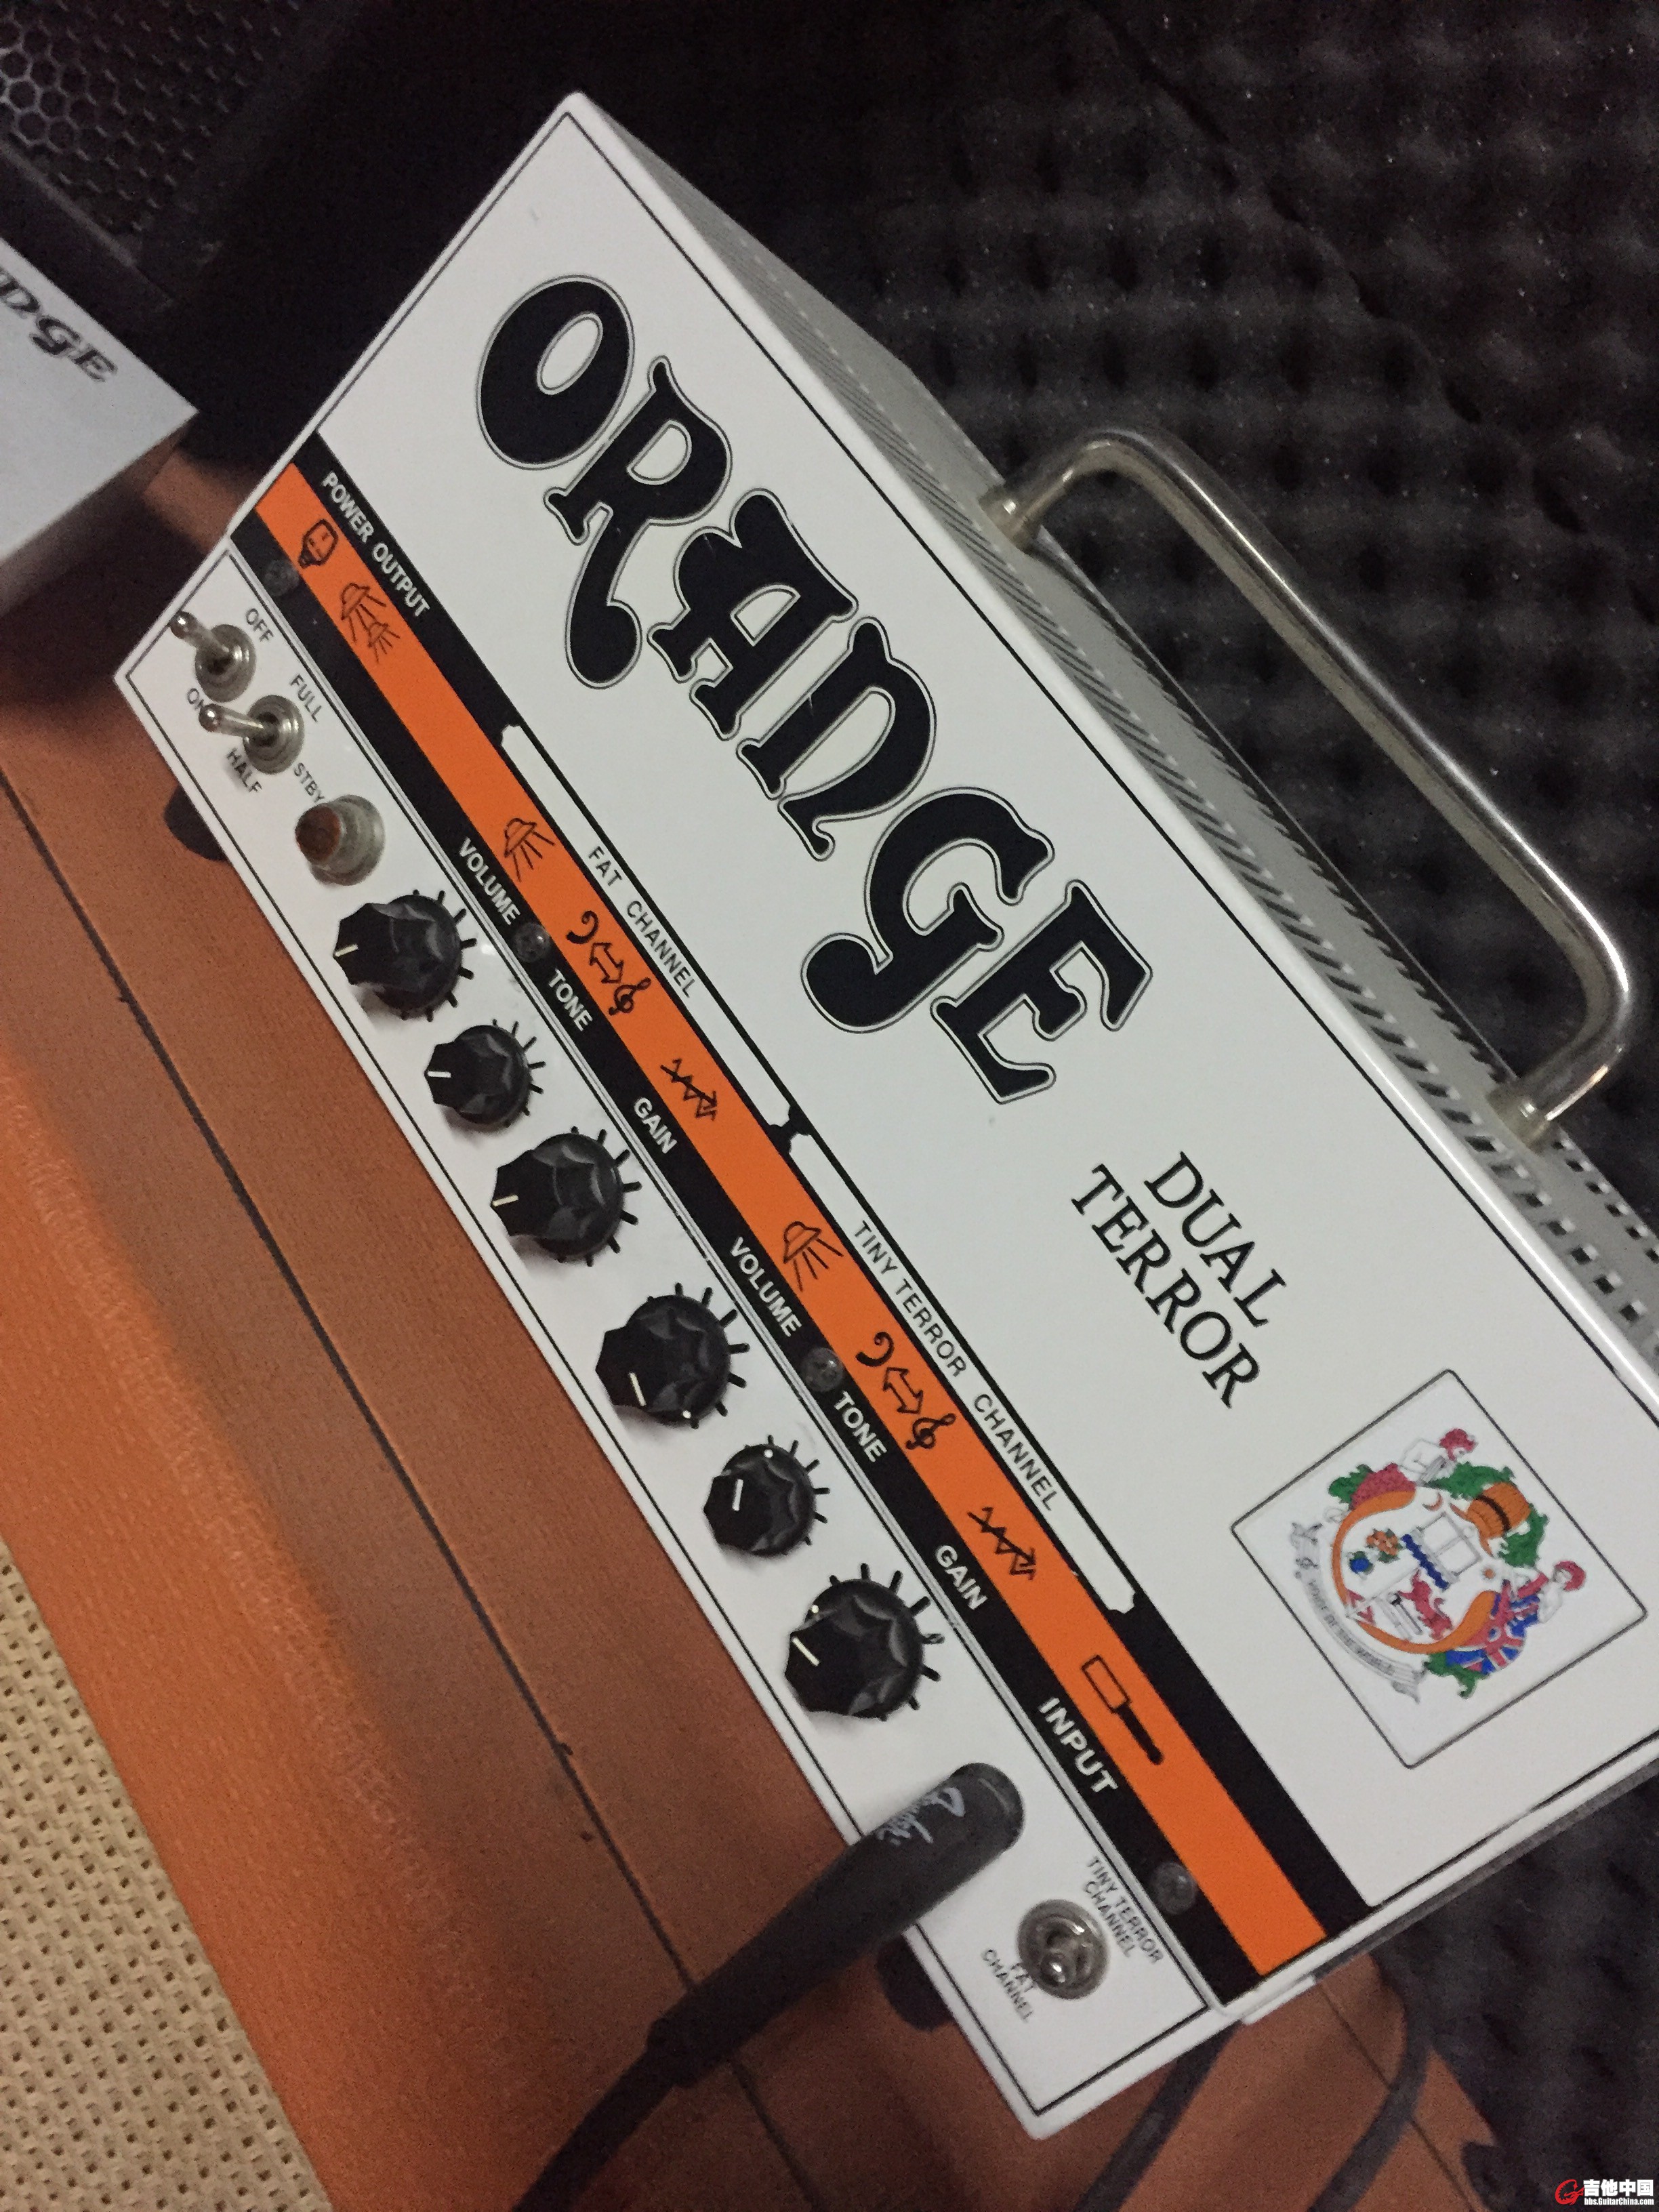 ORANGE
DUAL
TERROR
POWER OUTPUT
FAT CHANNEL
TINY TERROR CHANNEL
VOLUME
TONE
GAIN
VOLUME
TONE
GAIN
INPUT
OFF
ON
FULL
STBY
HALF
TINY TERROR
CHANNEL
FAT
CHANNEL
Fender
吉他中国
bbs.GuitarChina.com